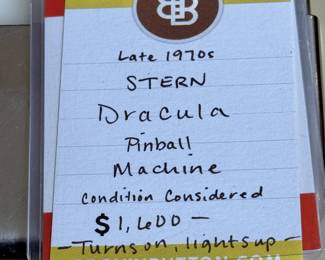 Late 1970s
STERN
Dracula
Pinball
Machine
Condition Considered
$1,600 —
— Turns on, lights up —